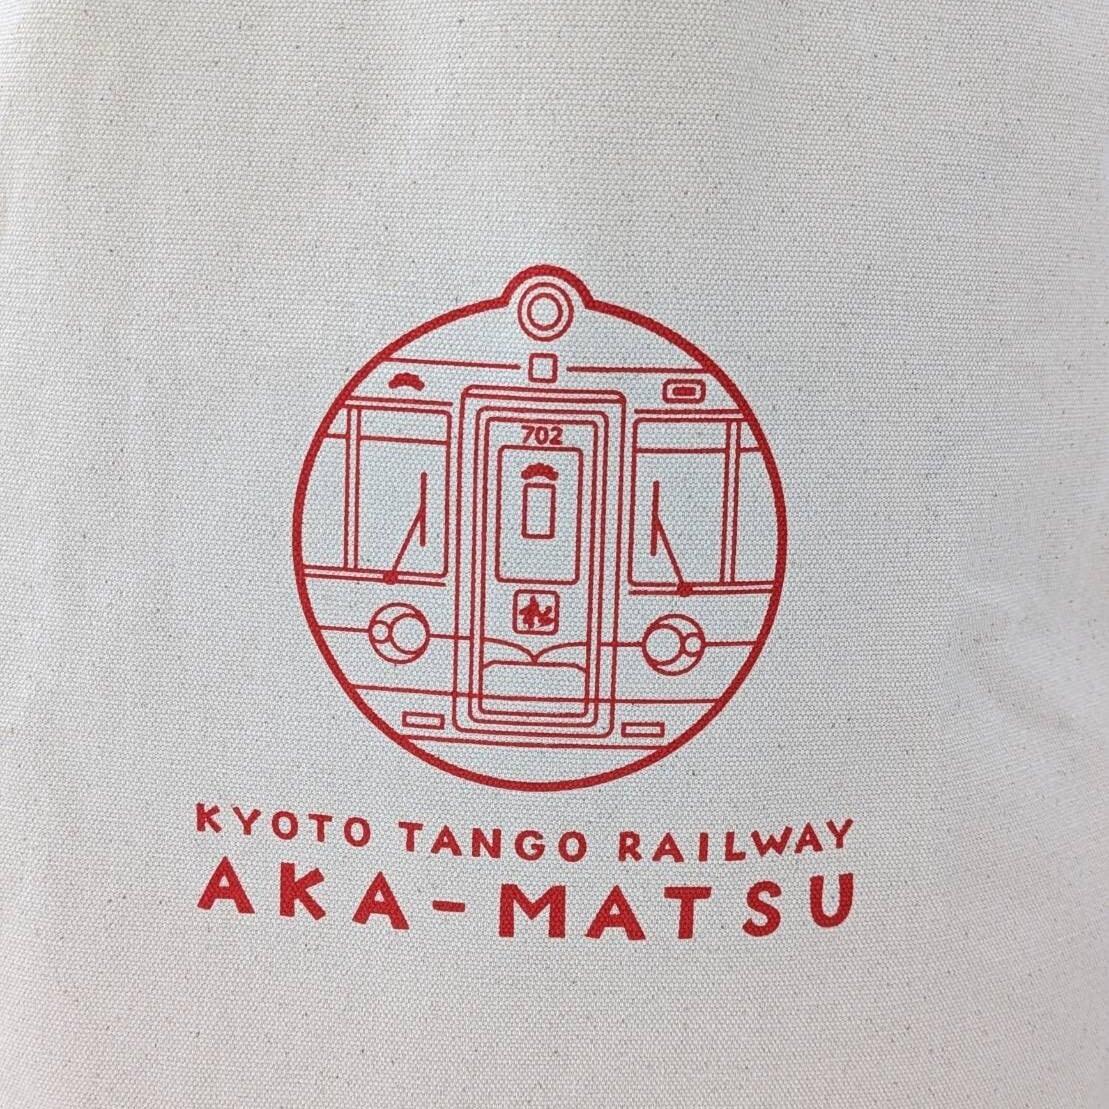 702
松
KYOTO TANGO RAILWAY
AKA-MATSU